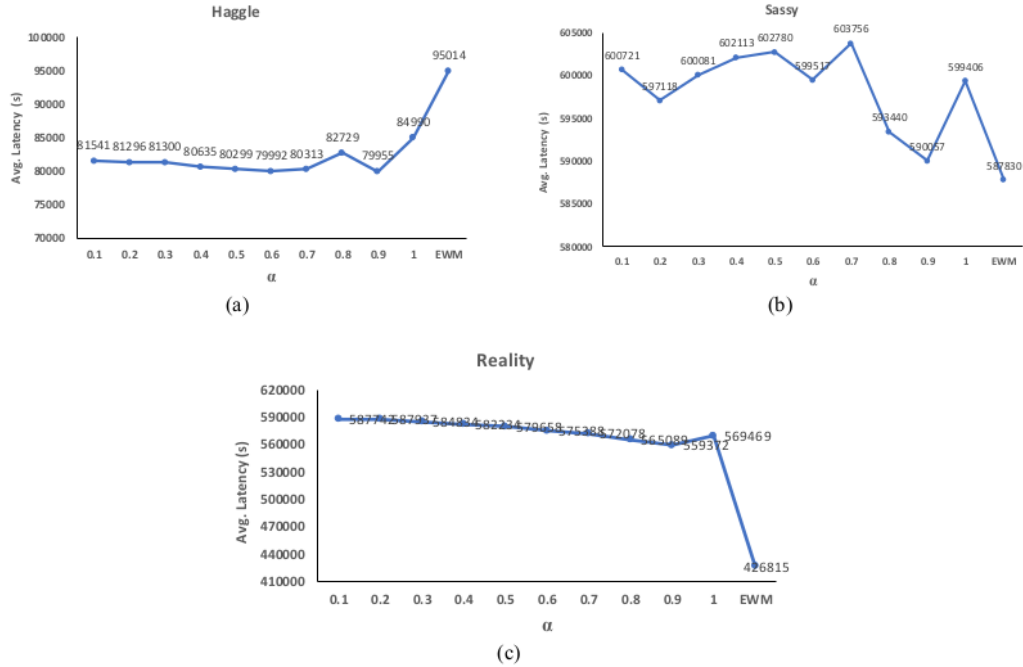 Haggle
Avg. Latency (s)
100000
95000
90000
85000
80000
75000
70000
81541 81296 81300 80635 80299 79992 80313 82729 79955 84990 95014
0.1 0.2 0.3 0.4 0.5 0.6 0.7 0.8 0.9 1 EWM
α
(a)
Sassy
Avg. Latency (s)
605000
600000
595000
590000
585000
580000
600721 597118 600081 602113 602780 599517 603756 593440 599406 587830
0.1 0.2 0.3 0.4 0.5 0.6 0.7 0.8 0.9 1 EWM
α
(b)
Reality
Avg. Latency (s)
620000
590000
560000
530000
500000
470000
440000
410000
587742 587937 582234 579658 575388 572078 565089 559372 569469 426815
0.1 0.2 0.3 0.4 0.5 0.6 0.7 0.8 0.9 1 EWM
α
(c)